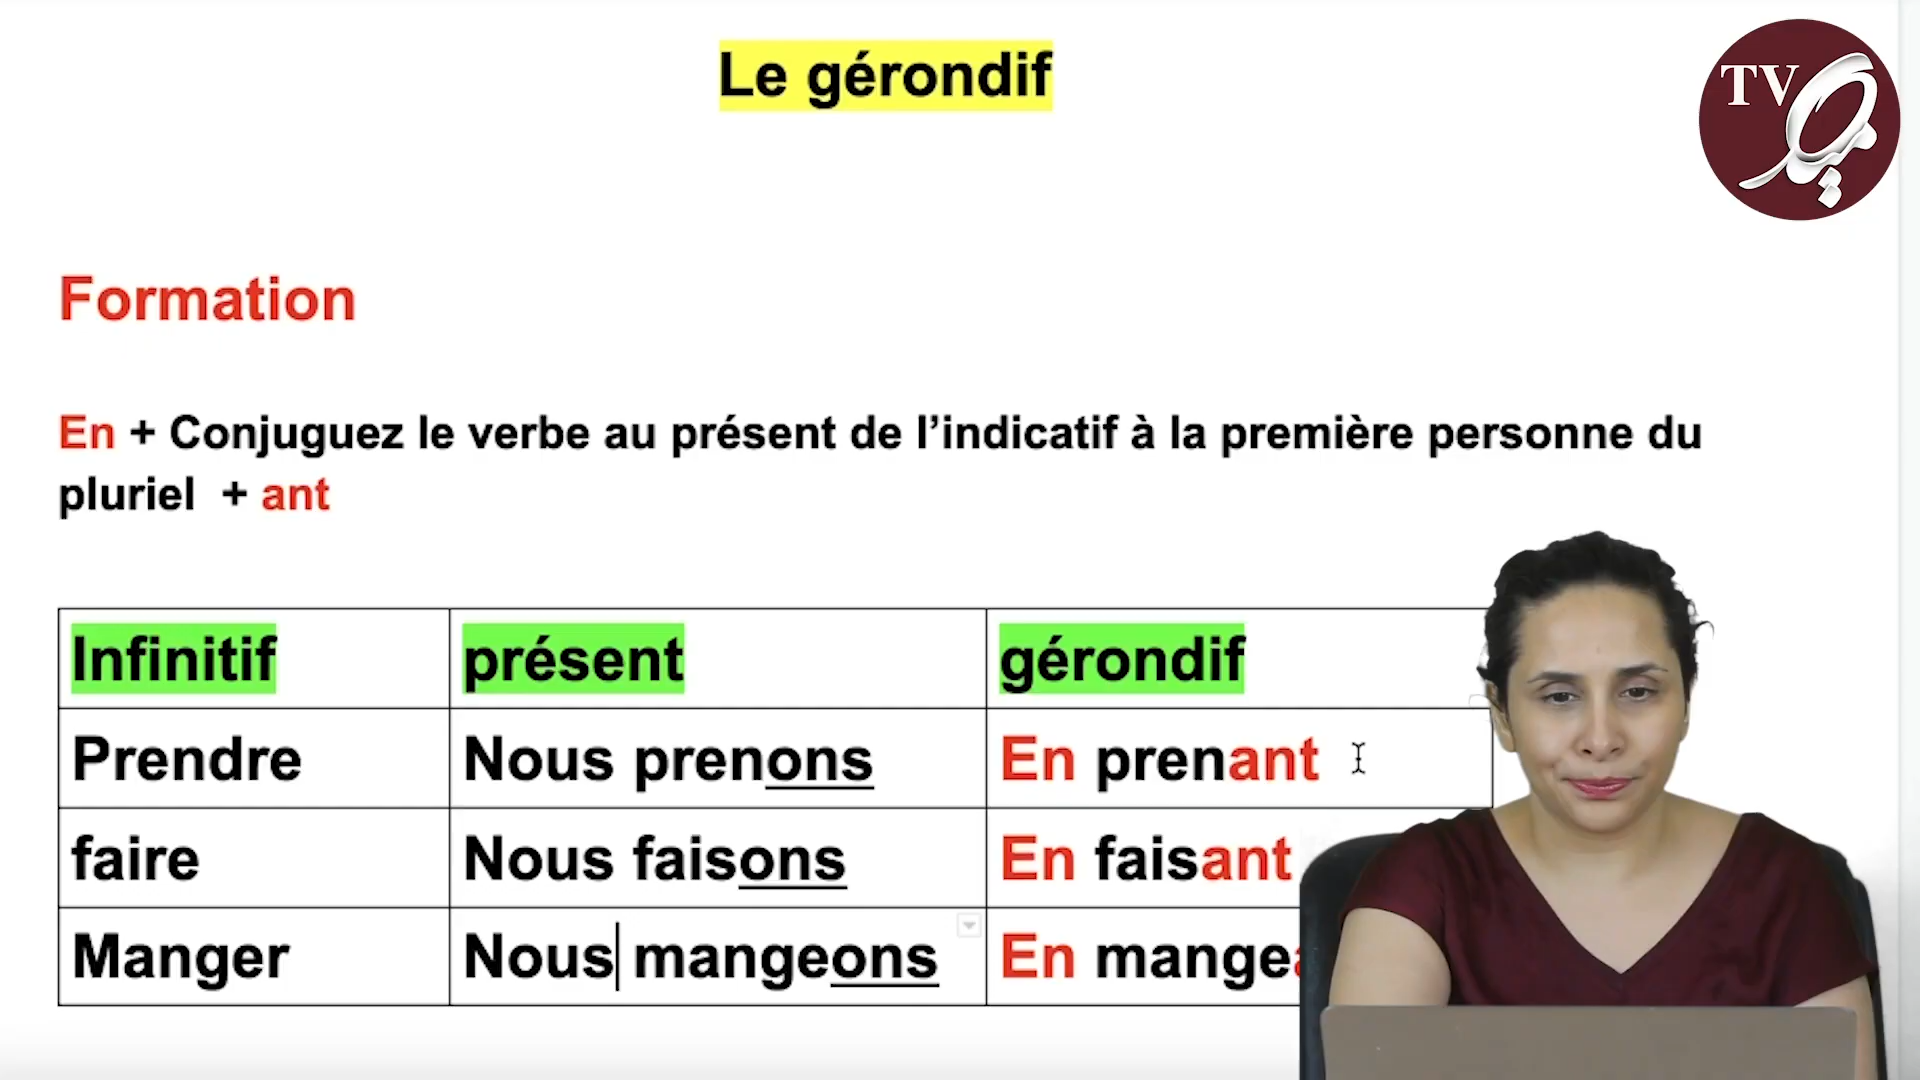 Le gérondif
TV
Formation
En + Conjuguez le verbe au présent de l’indicatif à la première personne du
pluriel + ant
Infinitif présent gérondif
Prendre Nous prenons En prenant
faire Nous faisons En faisant
Manger Nous mangeons En